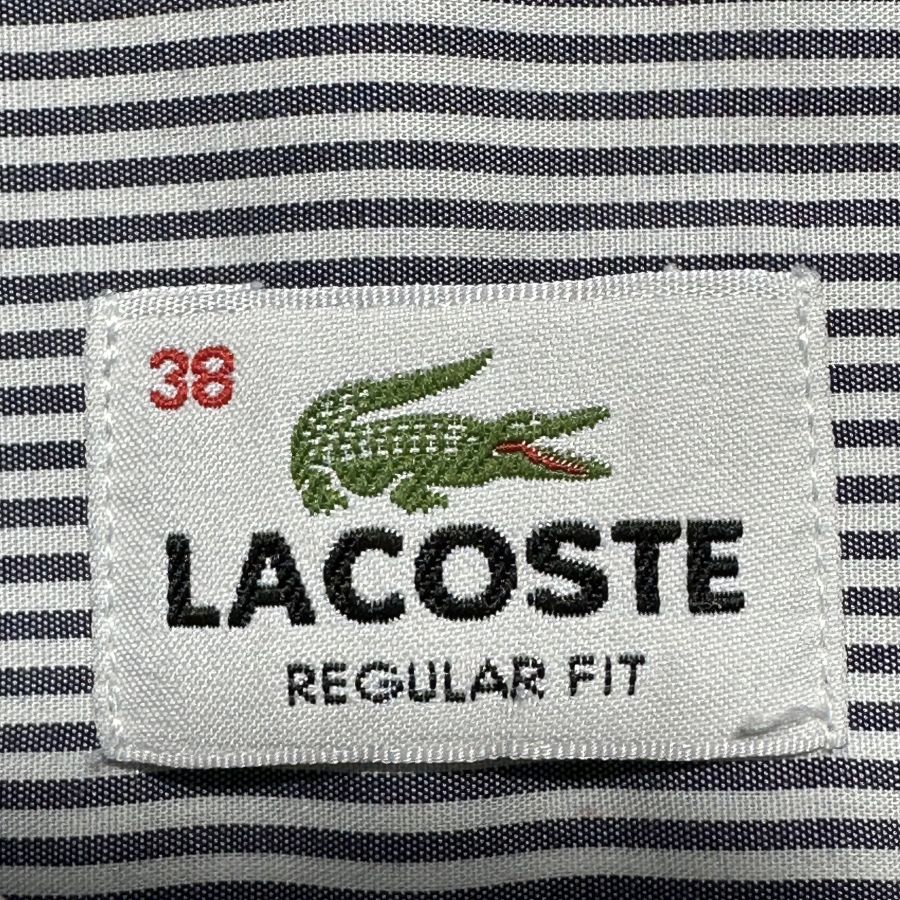 38
LACOSTE
REGULAR FIT